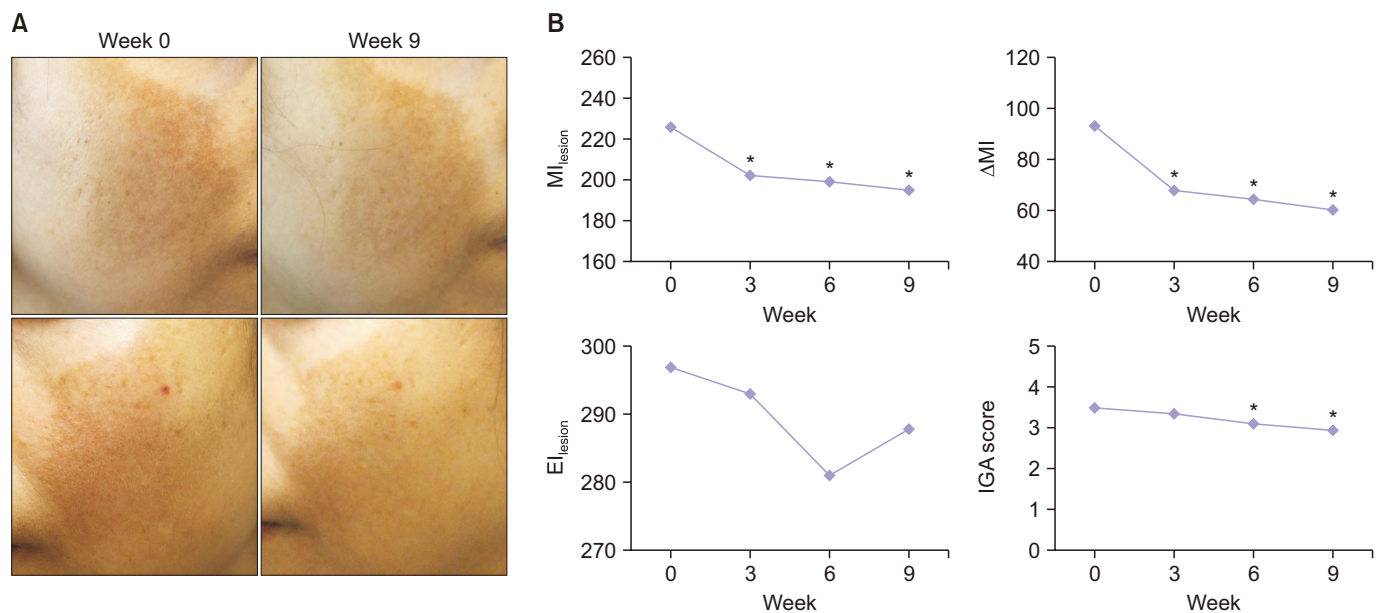 A
Week 0
Week 9
B
260
240
220
200
180
160
MIlesion
*
*
*
0 3 6 9
Week
120
100
80
60
40
ΔMI
*
*
*
0 3 6 9
Week
300
290
280
270
EIlesion
0 3 6 9
Week
5
4
3
2
1
0
IGA score
*
*
0 3 6 9
Week